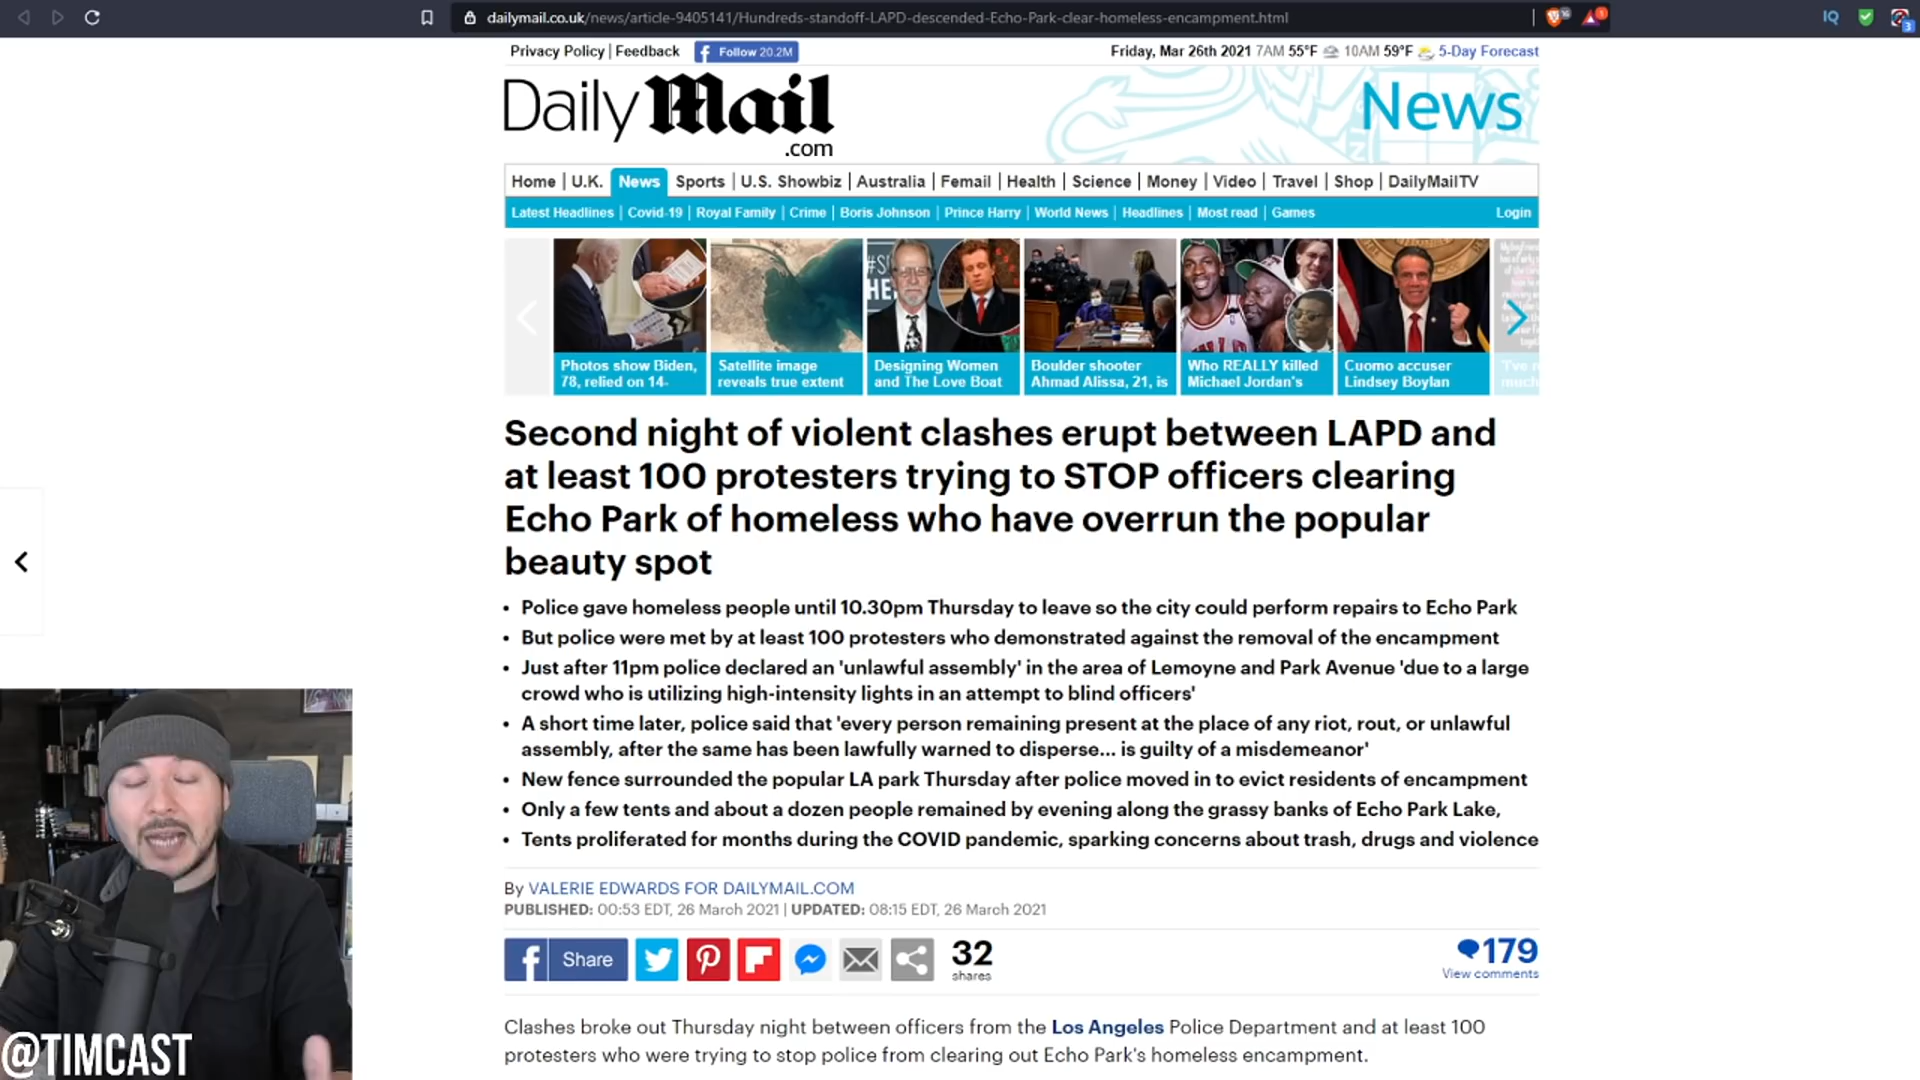 dailymail.co.uk/news/article-9405141/Hundreds-standoff-LAPD-descended-Echo-Park-clear-homeless-encampment.html
IQ
3
Privacy Policy | Feedback
Follow 20.2M
Friday, Mar 26th 2021 7AM 55°F 10AM 59°F 5-Day Forecast
Daily Mail
.com
News
Home | U.K. News Sports | U.S. Showbiz | Australia | Femail | Health | Science | Money | Video | Travel | Shop | DailyMailTV
Latest Headlines | Covid-19 | Royal Family | Crime | Boris Johnson | Prince Harry | World News | Headlines | Most read | Games
Login
Photos show Biden,
78, relied on 14-
Satellite image
reveals true extent
Designing Women
and The Love Boat
Boulder shooter
Ahmad Alissa, 21, is
Who REALLY killed
Michael Jordan's
Cuomo accuser
Lindsey Boylan
Second night of violent clashes erupt between LAPD and
at least 100 protesters trying to STOP officers clearing
Echo Park of homeless who have overrun the popular
beauty spot
• Police gave homeless people until 10.30pm Thursday to leave so the city could perform repairs to Echo Park
• But police were met by at least 100 protesters who demonstrated against the removal of the encampment
• Just after 11pm police declared an 'unlawful assembly' in the area of Lemoyne and Park Avenue 'due to a large
crowd who is utilizing high-intensity lights in an attempt to blind officers'
• A short time later, police said that 'every person remaining present at the place of any riot, rout, or unlawful
assembly, after the same has been lawfully warned to disperse... is guilty of a misdemeanor'
• New fence surrounded the popular LA park Thursday after police moved in to evict residents of encampment
• Only a few tents and about a dozen people remained by evening along the grassy banks of Echo Park Lake,
• Tents proliferated for months during the COVID pandemic, sparking concerns about trash, drugs and violence
By VALERIE EDWARDS FOR DAILYMAIL.COM
PUBLISHED: 00:53 EDT, 26 March 2021 | UPDATED: 08:15 EDT, 26 March 2021
Share
32
shares
179
View comments
Clashes broke out Thursday night between officers from the Los Angeles Police Department and at least 100
protesters who were trying to stop police from clearing out Echo Park's homeless encampment.
@TIMCAST